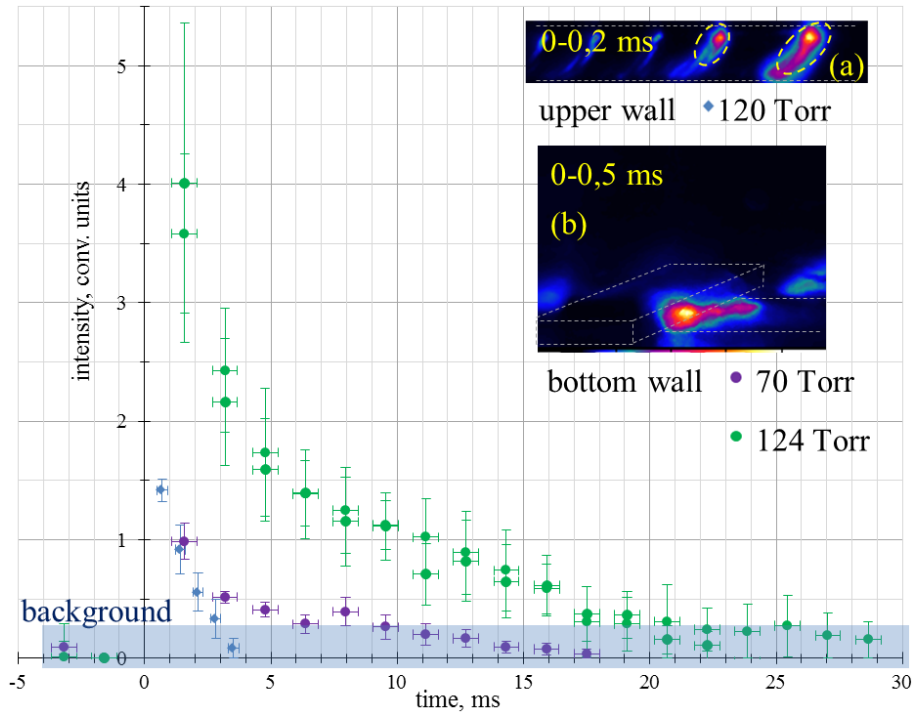 0-0,2 ms
(a)
upper wall 120 Torr
0-0,5 ms
(b)
bottom wall 70 Torr
124 Torr
intensity, conv. units
5
4
3
2
1
0
background
-5 0 5 10 15 20 25 30
time, ms